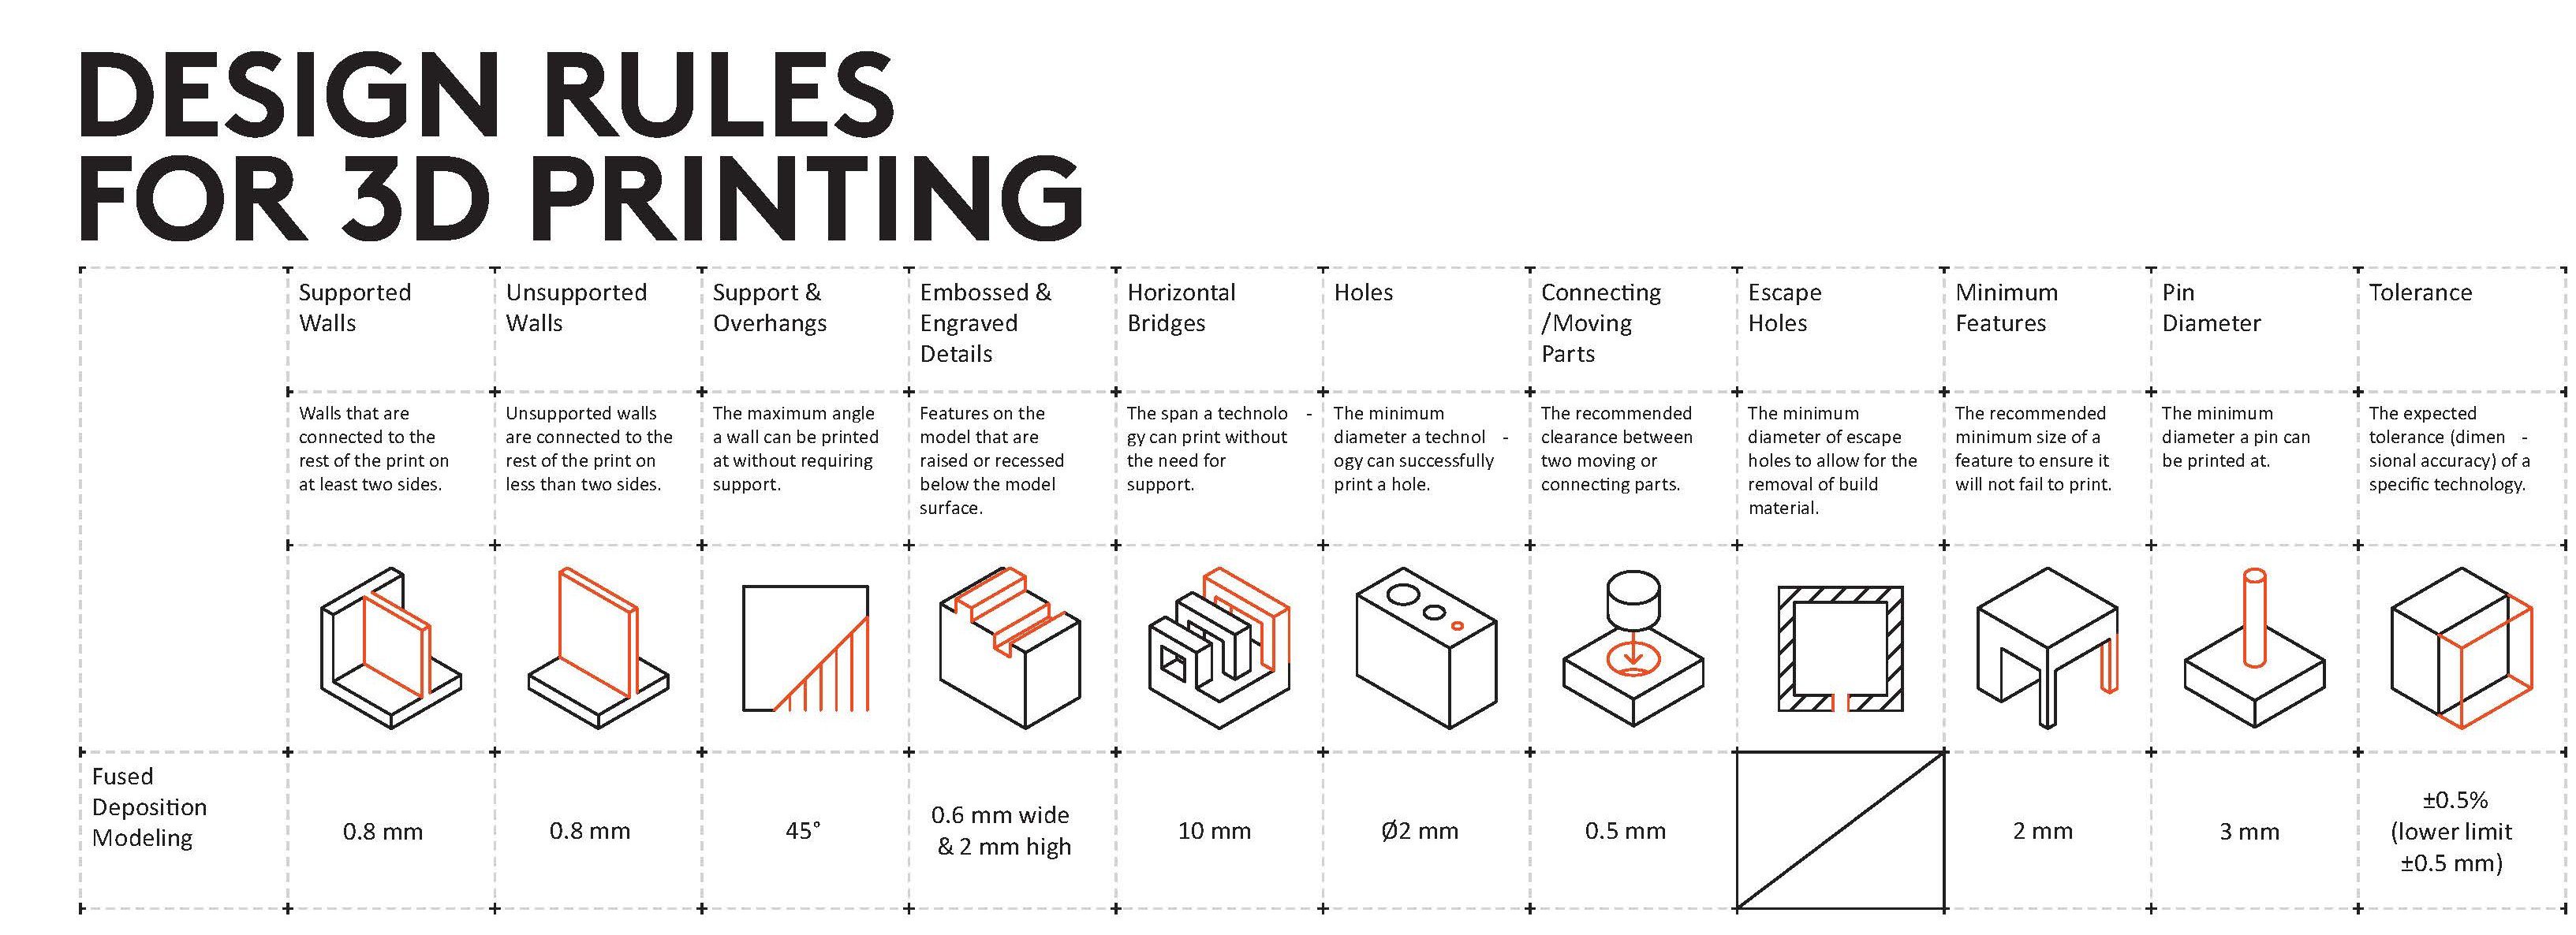 DESIGN RULES
FOR 3D PRINTING
Supported
Walls
Unsupported
Walls
Support &
Overhangs
Embossed &
Engraved
Details
Horizontal
Bridges
Holes
Connecting
/Moving
Parts
Escape
Holes
Minimum
Features
Pin
Diameter
Tolerance
Walls that are
connected to the
rest of the print on
at least two sides.
Unsupported walls
are connected to the
rest of the print on
less than two sides.
The maximum angle
a wall can be printed
at without requiring
support.
Features on the
model that are
raised or recessed
below the model
surface.
The span a technolo -
gy can print without
the need for
support.
The minimum
diameter a technol -
ogy can successfully
print a hole.
The recommended
clearance between
two moving or
connecting parts.
The minimum
diameter of escape
holes to allow for the
removal of build
material.
The recommended
minimum size of a
feature to ensure it
will not fail to print.
The minimum
diameter a pin can
be printed at.
The expected
tolerance (dimen -
sional accuracy) of a
specific technology.
Fused
Deposition
Modeling
0.8 mm
0.8 mm
45°
0.6 mm wide
& 2 mm high
10 mm
Ø2 mm
0.5 mm
2 mm
3 mm
±0.5%
(lower limit
±0.5 mm)